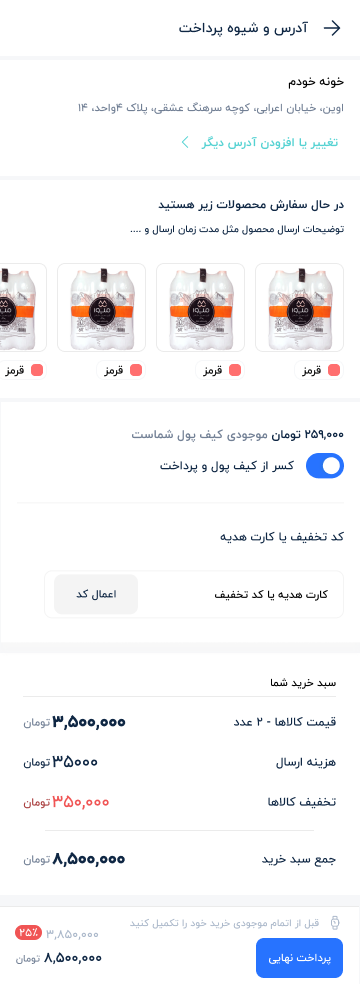 آدرس و شیوه پرداخت
خونه خودم
اوین، خیابان اعرابی، کوچه سرهنگ عشقی، پلاک ۴واحد، ۱۴
تغییر یا افزودن آدرس دیگر
در حال سفارش محصولات زیر هستید
توضیحات ارسال محصول مثل مدت زمان ارسال و ....
قرمز
قرمز
قرمز
قرمز
۲۵۹,۰۰۰ تومان موجودی کیف پول شماست
کسر از کیف پول و پرداخت
کد تخفیف یا کارت هدیه
کارت هدیه یا کد تخفیف
اعمال کد
سبد خرید شما
قیمت کالاها - ۲ عدد
۳,۵۰۰,۰۰۰ تومان
هزینه ارسال
۳۵۰۰۰ تومان
تخفیف کالاها
۳۵۰,۰۰۰ تومان
جمع سبد خرید
۸,۵۰۰,۰۰۰ تومان
قبل از اتمام موجودی خرید خود را تکمیل کنید
۳,۸۵۰,۰۰۰
۲۵٪
پرداخت نهایی
۸,۵۰۰,۰۰۰ تومان